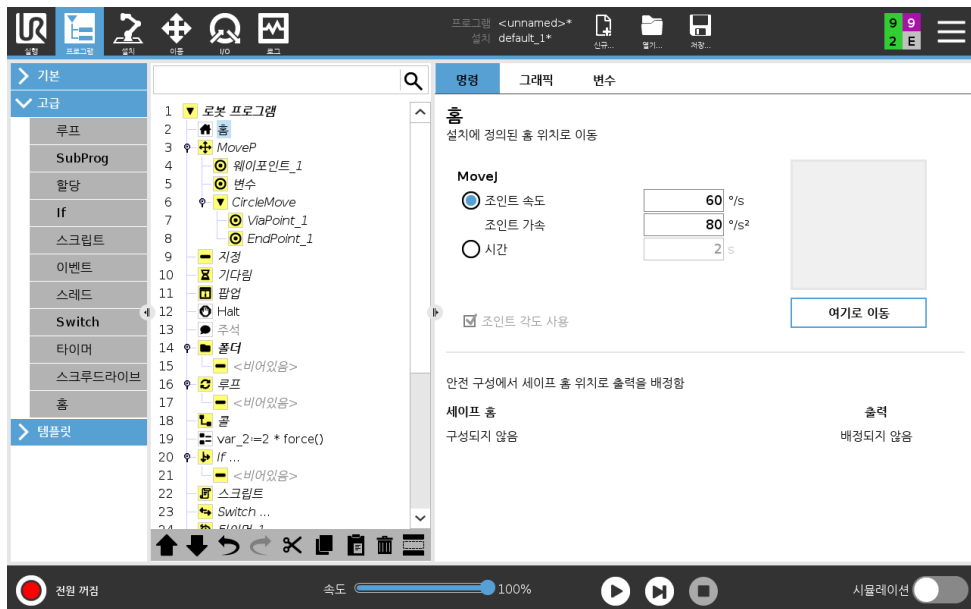 실행
프로그램
설치
이동
I/O
로그
프로그램 <unnamed>*
설치 default_1*
신규...
열기...
저장...
9 9
2 E
기본
고급
루프
SubProg
할당
If
스크립트
이벤트
스레드
Switch
타이머
스크루드라이브
홈
템플릿
1 로봇 프로그램
2 홈
3 MoveP
4 웨이포인트_1
5 변수
6 CircleMove
7 ViaPoint_1
8 EndPoint_1
9 지정
10 기다림
11 팝업
12 Halt
13 주석
14 폴더
15 <비어있음>
16 루프
17 <비어있음>
18 콜
19 var_2≔2 * force()
20 If ...
21 <비어있음>
22 스크립트
23 Switch ...
24 타이머_1
명령 그래픽 변수
홈
설치에 정의된 홈 위치로 이동
MoveJ
조인트 속도 60 °/s
조인트 가속 80 °/s²
시간 2 s
조인트 각도 사용
여기로 이동
안전 구성에서 세이프 홈 위치로 출력을 배정함
세이프 홈 출력
구성되지 않음 배정되지 않음
전원 꺼짐
속도 100%
시뮬레이션